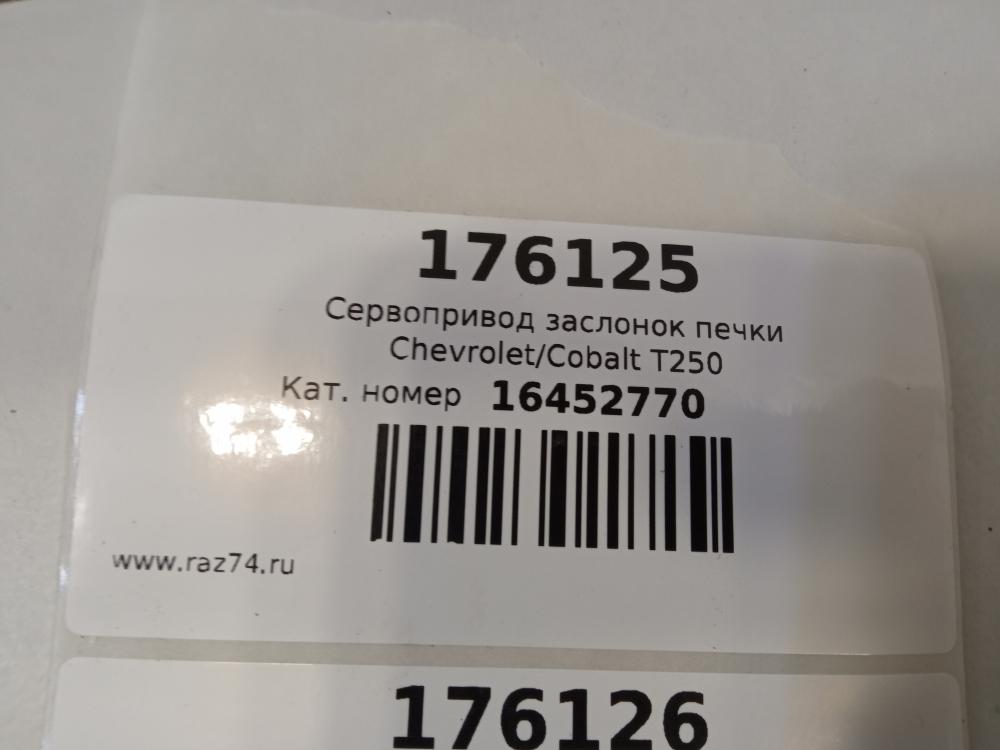 176125
Сервопривод заслонок печки
Chevrolet/Cobalt T250
Кат. номер 16452770
www.raz74.ru
176126